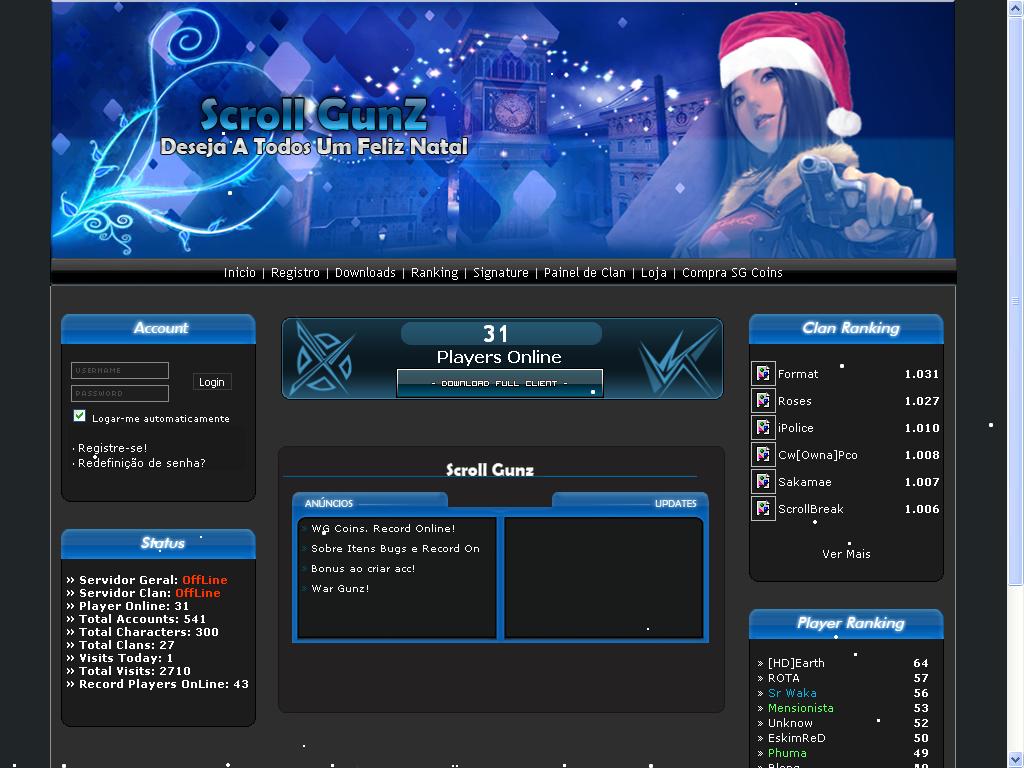 Scroll GunZ
Deseja A Todos Um Feliz Natal
Inicio | Registro | Downloads | Ranking | Signature | Painel de Clan | Loja | Compra SG Coins
Account
USERNAME
PASSWORD
Login
Logar-me automaticamente
· Registre-se!
· Redefinição de senha?
Status
» Servidor Geral: OffLine
» Servidor Clan: OffLine
» Player Online: 31
» Total Accounts: 541
» Total Characters: 300
» Total Clans: 27
» Visits Today: 1
» Total Visits: 2710
» Record Players OnLine: 43
31
Players Online
- DOWNLOAD FULL CLIENT -
Scroll Gunz
ANÚNCIOS
UPDATES
» WG Coins. Record Online!
» Sobre Itens Bugs e Record On
» Bonus ao criar acc!
» War Gunz!
Clan Ranking
Format 1.031
Roses 1.027
iPolice 1.010
Cw[Owna]Pco 1.008
Sakamae 1.007
ScrollBreak 1.006
Ver Mais
Player Ranking
» [HD]Earth 64
» ROTA 57
» Sr Waka 56
» Mensionista 53
» Unknow 52
» EskimReD 50
» Phuma 49